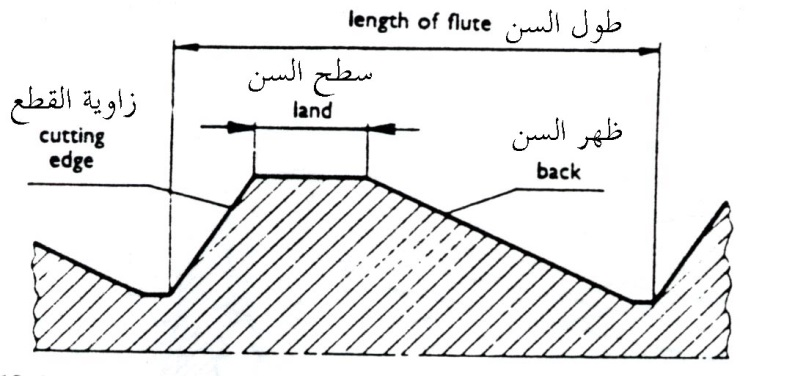 length of flute طول السن
سطح السن
land
زاوية القطع
cutting
edge
ظهر السن
back